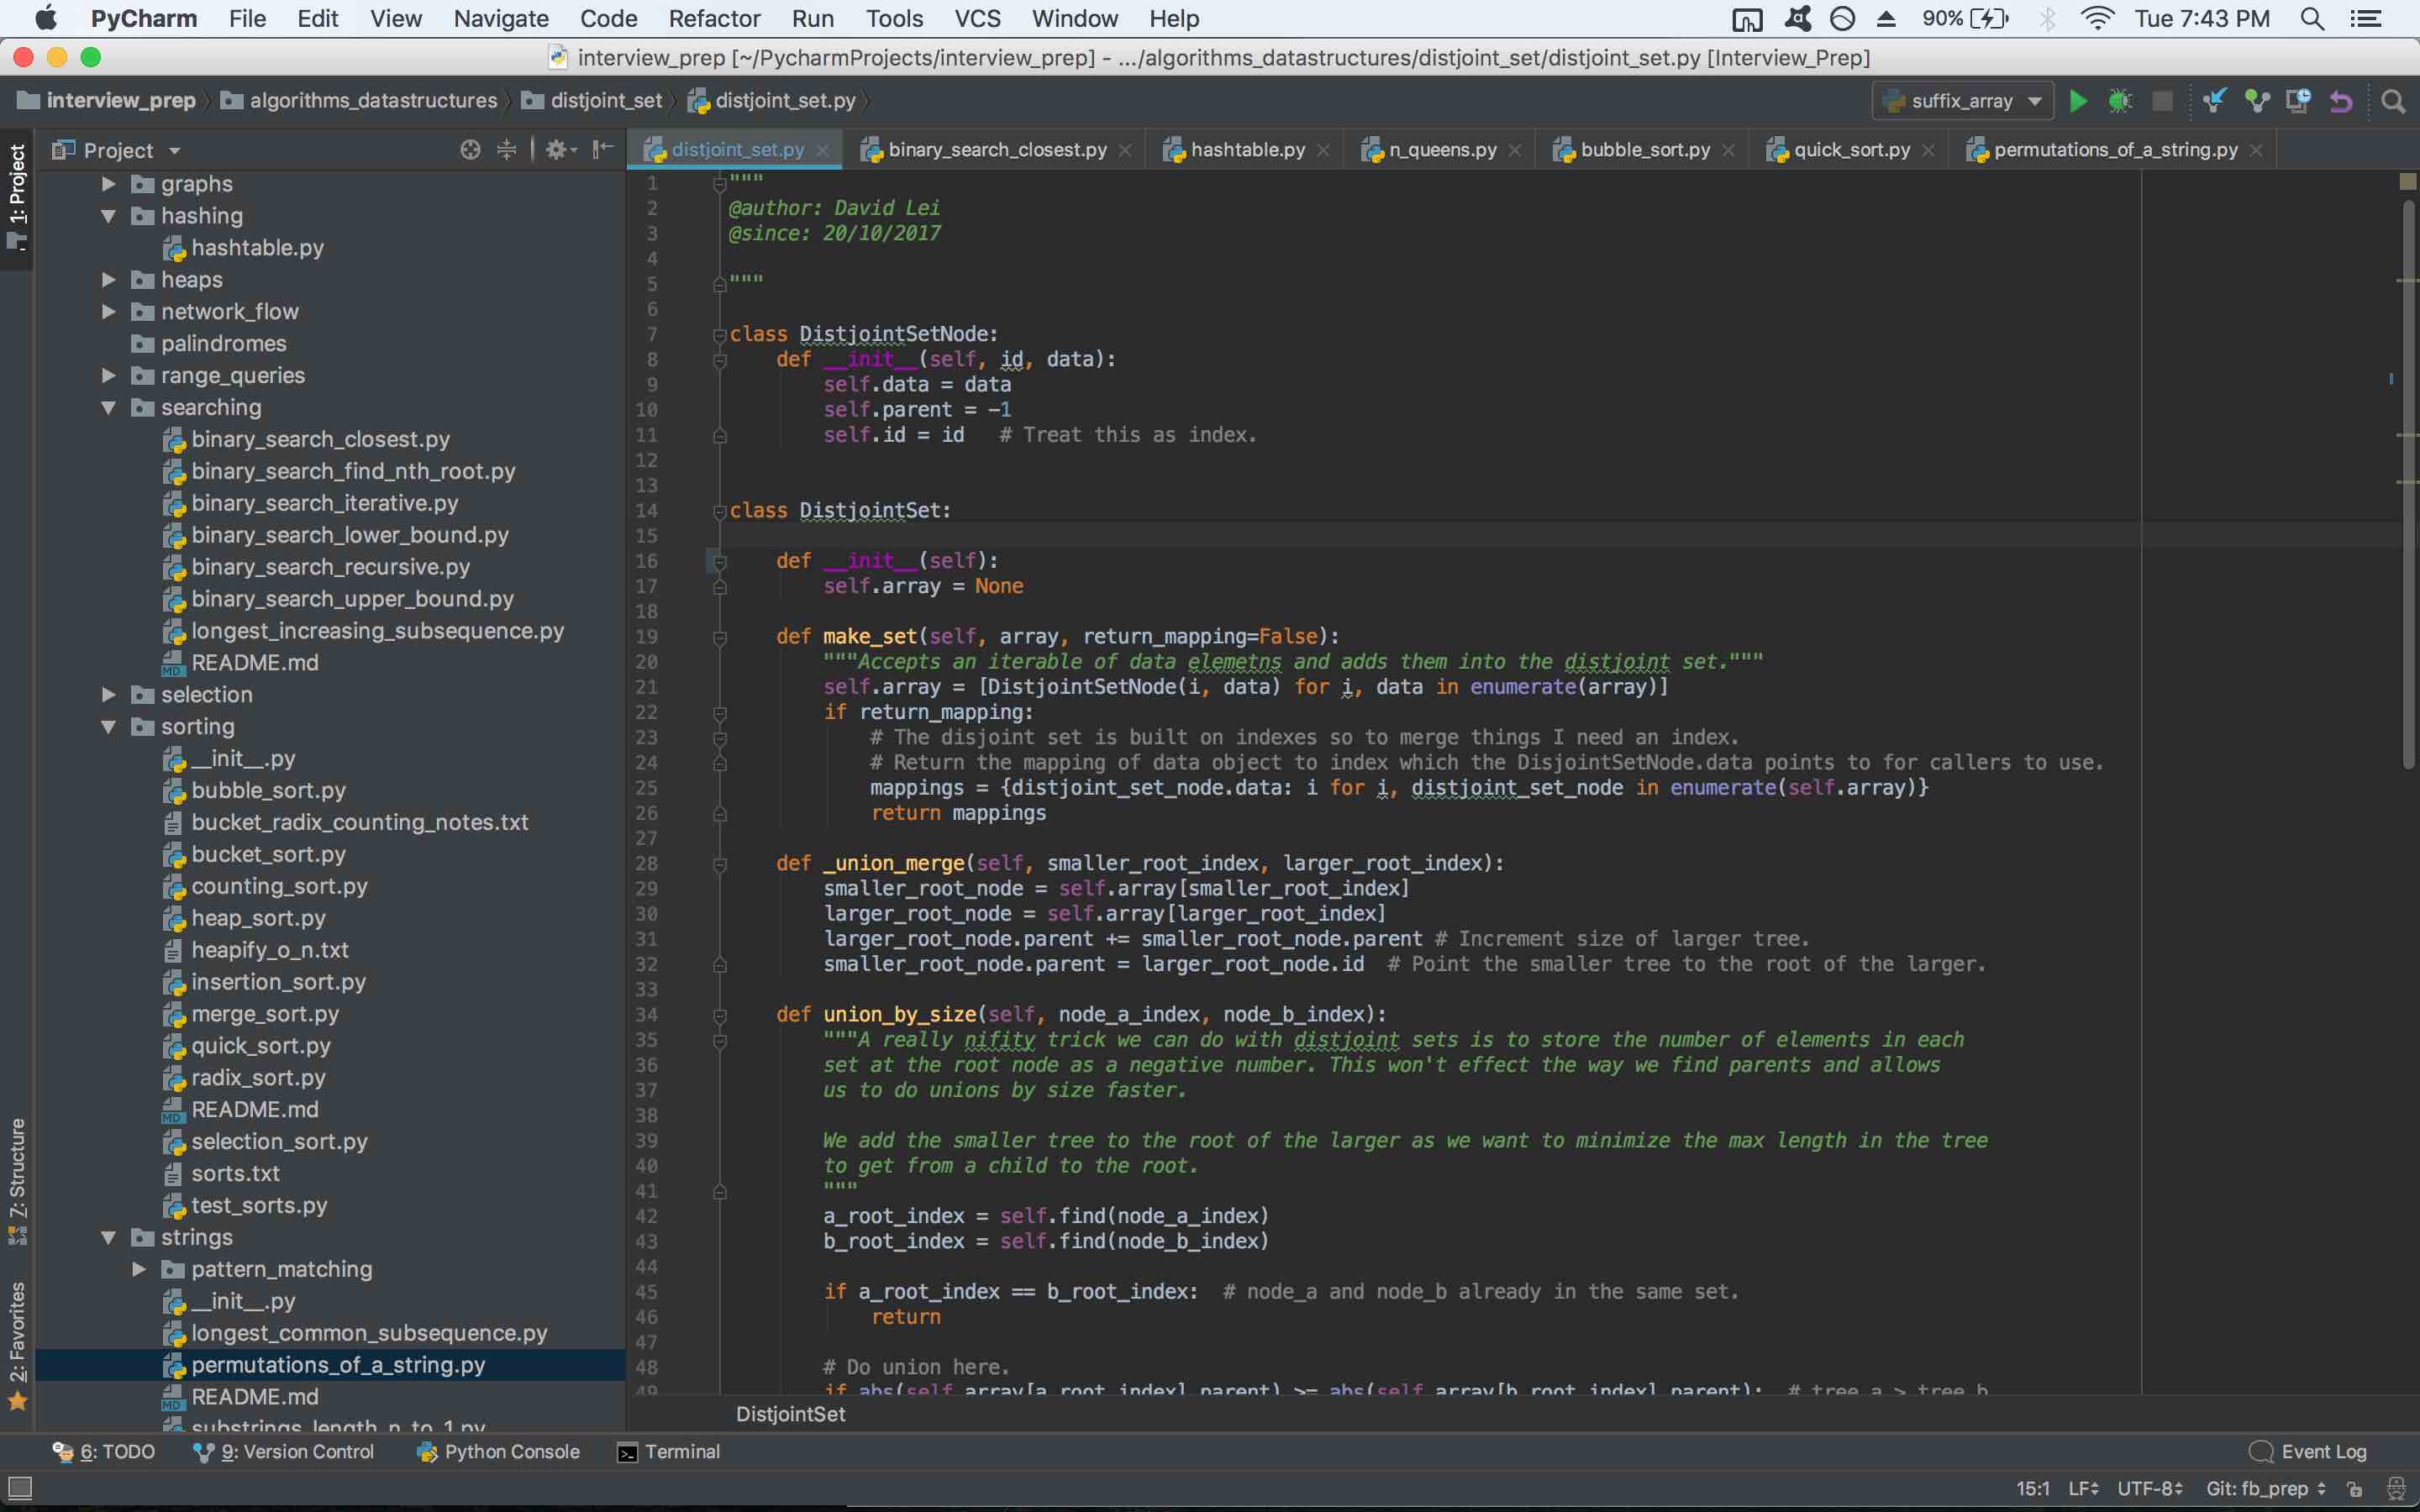 PyCharm File Edit View Navigate Code Refactor Run Tools VCS Window Help 90% Tue 7:43 PM
interview_prep [~/PycharmProjects/interview_prep] - .../algorithms_datastructures/distjoint_set/distjoint_set.py [Interview_Prep]
interview_prep algorithms_datastructures distjoint_set distjoint_set.py suffix_array
1: Project
7: Structure
2: Favorites
Project
graphs
hashing
hashtable.py
heaps
network_flow
palindromes
range_queries
searching
binary_search_closest.py
binary_search_find_nth_root.py
binary_search_iterative.py
binary_search_lower_bound.py
binary_search_recursive.py
binary_search_upper_bound.py
longest_increasing_subsequence.py
README.md
selection
sorting
__init__.py
bubble_sort.py
bucket_radix_counting_notes.txt
bucket_sort.py
counting_sort.py
heap_sort.py
heapify_o_n.txt
insertion_sort.py
merge_sort.py
quick_sort.py
radix_sort.py
README.md
selection_sort.py
sorts.txt
test_sorts.py
strings
pattern_matching
__init__.py
longest_common_subsequence.py
permutations_of_a_string.py
README.md
substrings_length_n_to_1.py
distjoint_set.py binary_search_closest.py hashtable.py n_queens.py bubble_sort.py quick_sort.py permutations_of_a_string.py
1 """
2 @author: David Lei
3 @since: 20/10/2017
4
5 """
6
7 class DistjointSetNode:
8 def __init__(self, id, data):
9 self.data = data
10 self.parent = -1
11 self.id = id # Treat this as index.
12
13
14 class DistjointSet:
15
16 def __init__(self):
17 self.array = None
18
19 def make_set(self, array, return_mapping=False):
20 """Accepts an iterable of data elemetns and adds them into the distjoint set."""
21 self.array = [DistjointSetNode(i, data) for i, data in enumerate(array)]
22 if return_mapping:
23 # The disjoint set is built on indexes so to merge things I need an index.
24 # Return the mapping of data object to index which the DisjointSetNode.data points to for callers to use.
25 mappings = {distjoint_set_node.data: i for i, distjoint_set_node in enumerate(self.array)}
26 return mappings
27
28 def _union_merge(self, smaller_root_index, larger_root_index):
29 smaller_root_node = self.array[smaller_root_index]
30 larger_root_node = self.array[larger_root_index]
31 larger_root_node.parent += smaller_root_node.parent # Increment size of larger tree.
32 smaller_root_node.parent = larger_root_node.id # Point the smaller tree to the root of the larger.
33
34 def union_by_size(self, node_a_index, node_b_index):
35 """A really nifity trick we can do with distjoint sets is to store the number of elements in each
36 set at the root node as a negative number. This won't effect the way we find parents and allows
37 us to do unions by size faster.
38
39 We add the smaller tree to the root of the larger as we want to minimize the max length in the tree
40 to get from a child to the root.
41 """
42 a_root_index = self.find(node_a_index)
43 b_root_index = self.find(node_b_index)
44
45 if a_root_index == b_root_index: # node_a and node_b already in the same set.
46 return
47
48 # Do union here.
49 if abs(self.array[a_root_index].parent) >= abs(self.array[b_root_index].parent): # tree a > tree b
DistjointSet
6: TODO 9: Version Control Python Console Terminal Event Log
15:1 LF UTF-8 Git: fb_prep